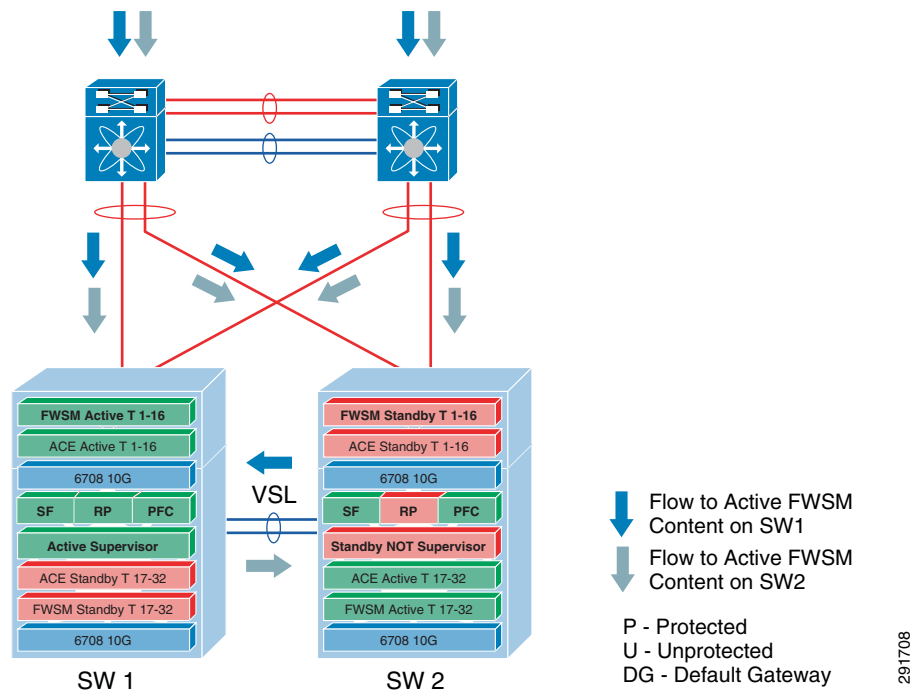 FWSM Active T 1-16
ACE Active T 1-16
6708 10G
SF RP PFC
Active Supervisor
ACE Standby T 17-32
FWSM Standby T 17-32
6708 10G
SW 1
VSL
FWSM Standby T 1-16
ACE Standby T 1-16
6708 10G
SF RP PFC
Standby NOT Supervisor
ACE Active T 17-32
FWSM Active T 17-32
6708 10G
SW 2
Flow to Active FWSM
Content on SW1
Flow to Active FWSM
Content on SW2
P - Protected
U - Unprotected
DG - Default Gateway
291708